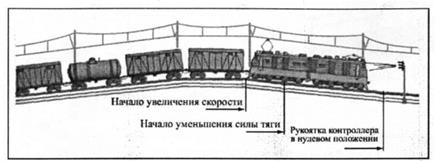 Начало увеличения скорости
Начало уменьшения силы тяги
Рукоятка контроллера
в нулевом положении